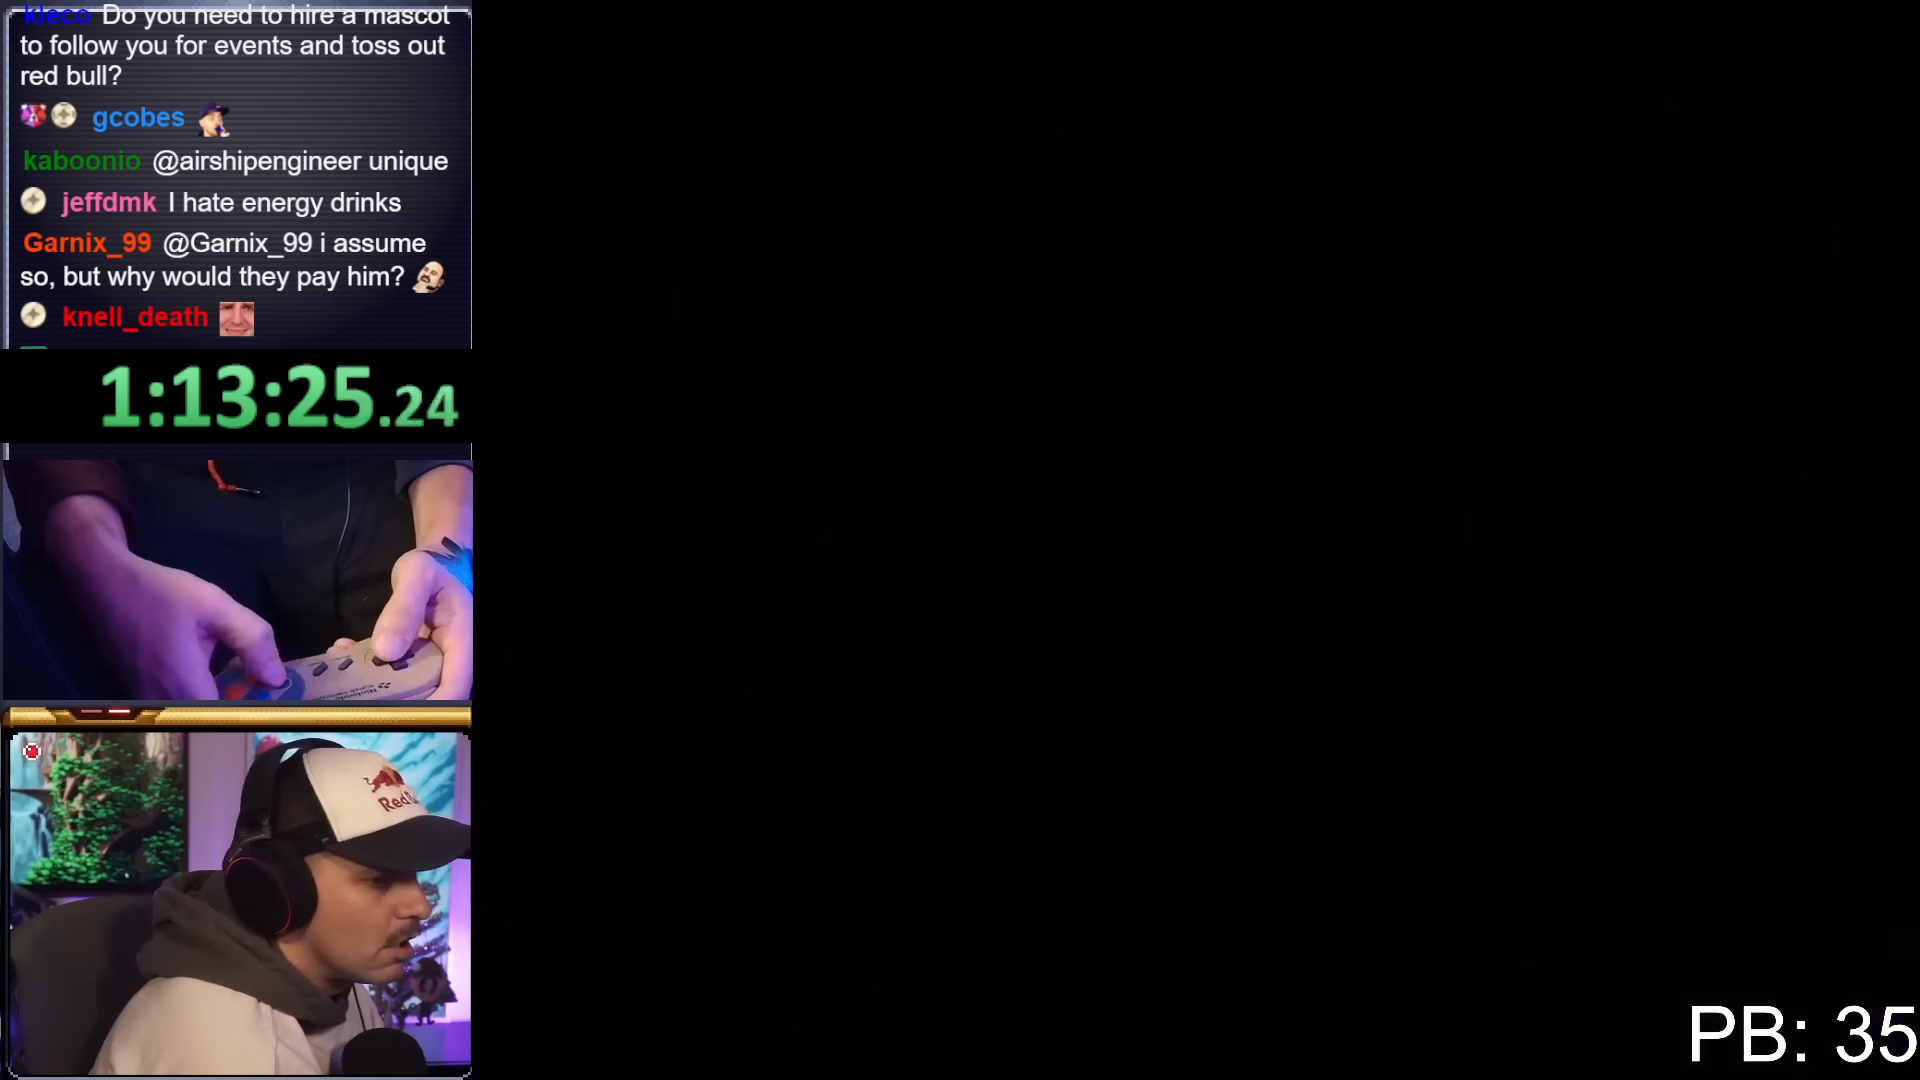 kleco Do you need to hire a mascot
to follow you for events and toss out
red bull?
gcobes
kaboonio @airshipengineer unique
jeffdmk I hate energy drinks
Garnix_99 @Garnix_99 i assume
so, but why would they pay him?
knell_death
1:13:25.24
Red
PB: 35